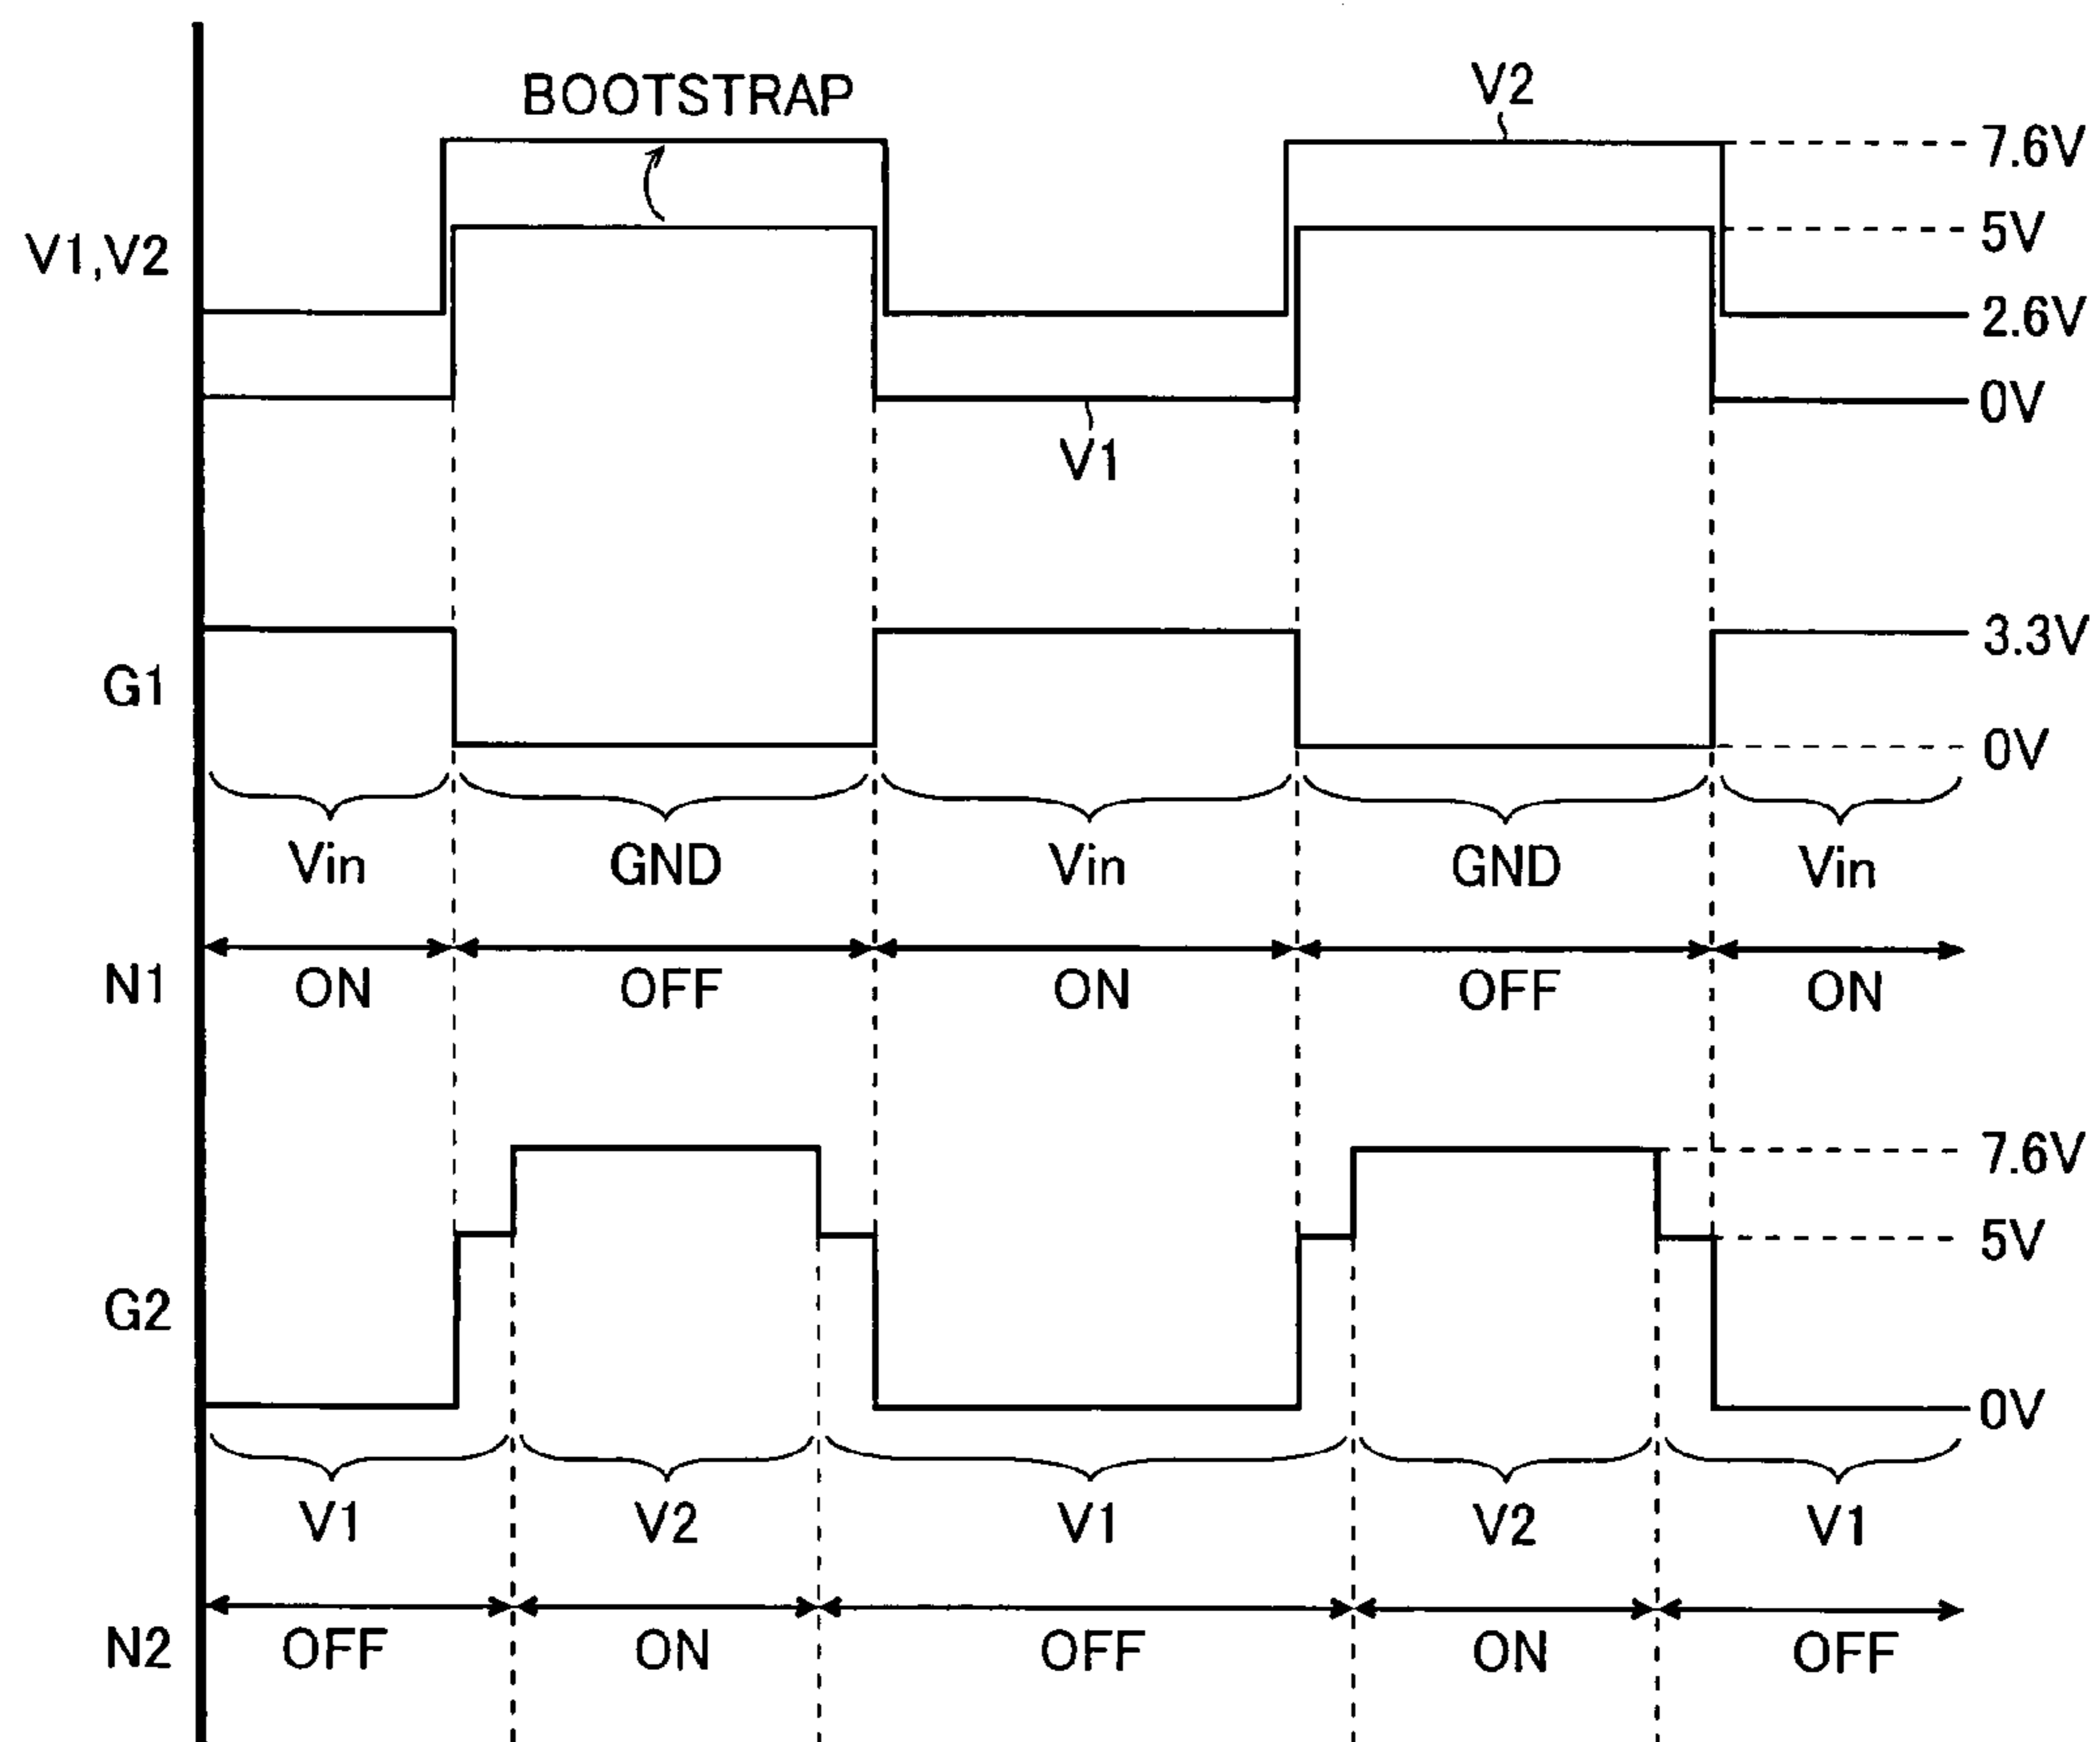 BOOTSTRAP
V2
7.6V
5V
V1,V2
2.6V
0V
V1
3.3V
G1
0V
Vin GND Vin GND Vin
N1 ON OFF ON OFF ON
7.6V
5V
G2
0V
V1 V2 V1 V2 V1
N2 OFF ON OFF ON OFF